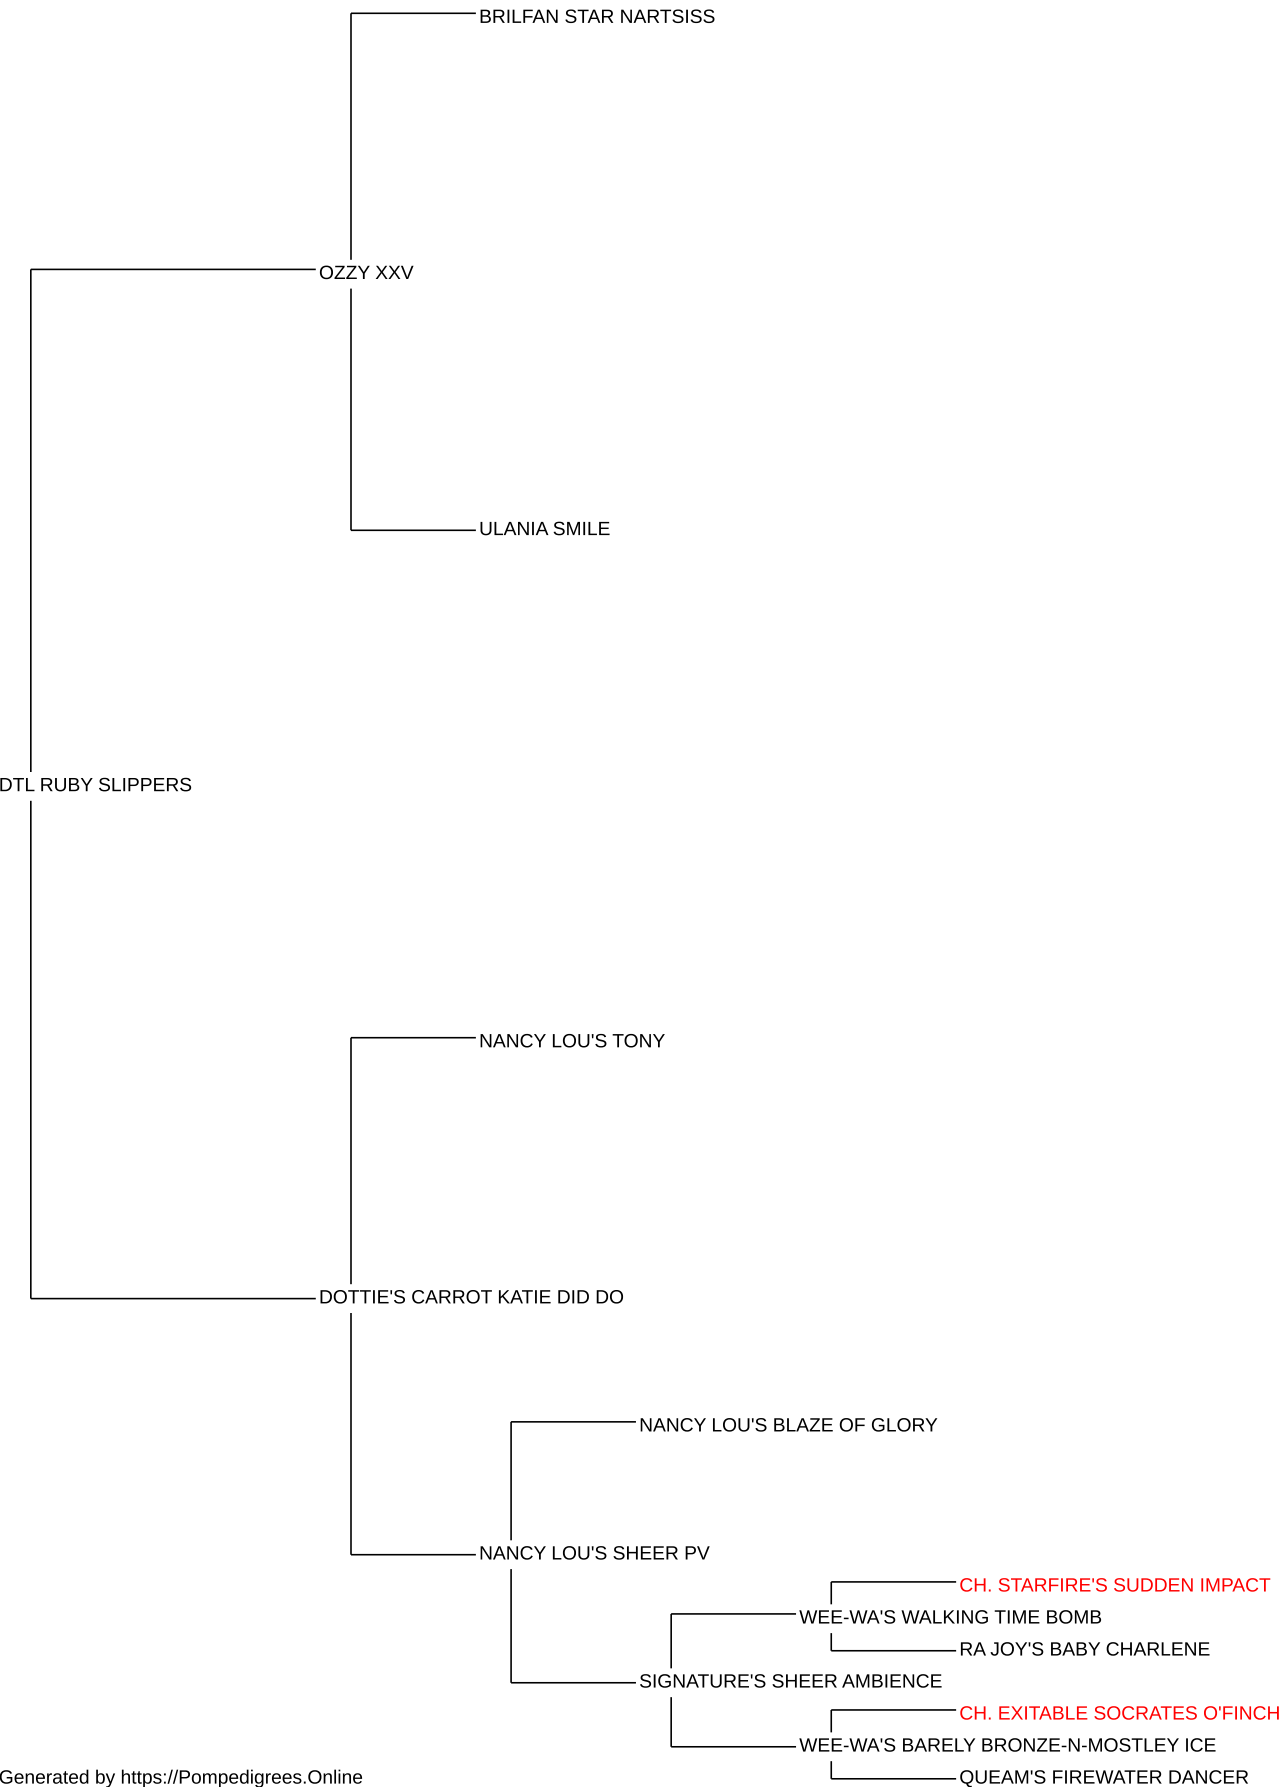 BRILFAN STAR NARTSISS
OZZY XXV
ULANIA SMILE
DTL RUBY SLIPPERS
NANCY LOU'S TONY
DOTTIE'S CARROT KATIE DID DO
NANCY LOU'S BLAZE OF GLORY
NANCY LOU'S SHEER PV
CH. STARFIRE'S SUDDEN IMPACT
WEE-WA'S WALKING TIME BOMB
RA JOY'S BABY CHARLENE
SIGNATURE'S SHEER AMBIENCE
CH. EXITABLE SOCRATES O'FINCH
WEE-WA'S BARELY BRONZE-N-MOSTLEY ICE
QUEAM'S FIREWATER DANCER
Generated by https://Pompedigrees.Online